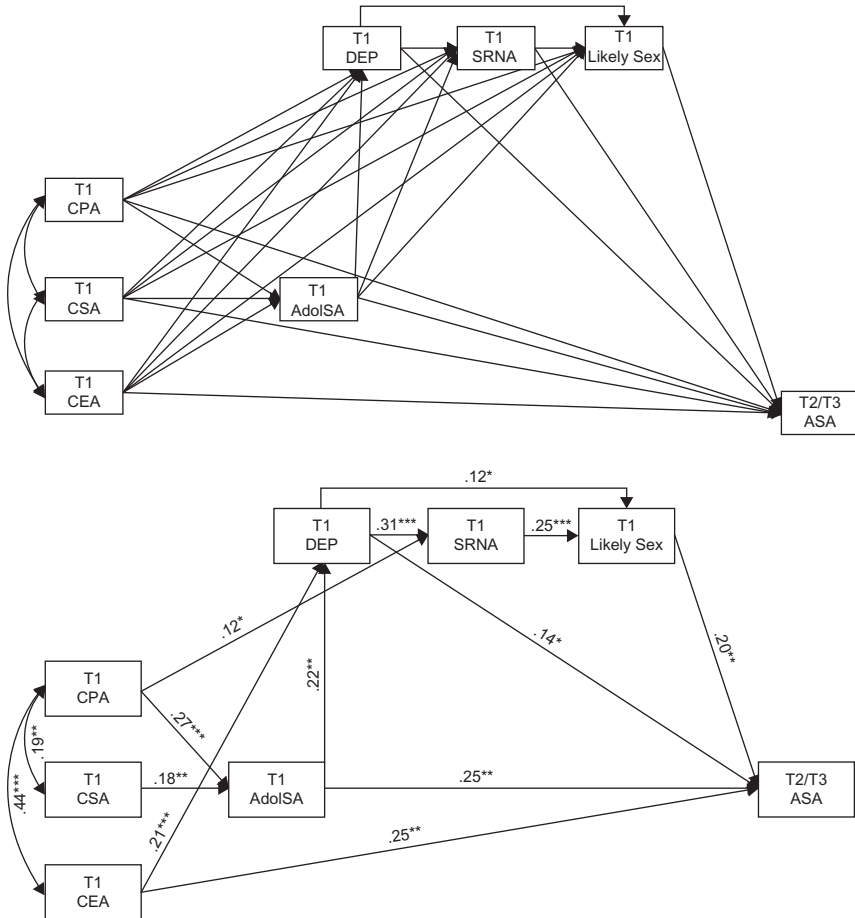 T1
DEP
T1
SRNA
T1
Likely Sex
T1
CPA
T1
CSA
T1
AdolSA
T1
CEA
T2/T3
ASA
.12*
T1
DEP
.31***
T1
SRNA
.25***
T1
Likely Sex
.12*
.14*
.20**
.22**
T1
CPA
.27***
.19**
.44***
T1
CSA
.18**
T1
AdolSA
.25**
T2/T3
ASA
.21***
.25**
T1
CEA